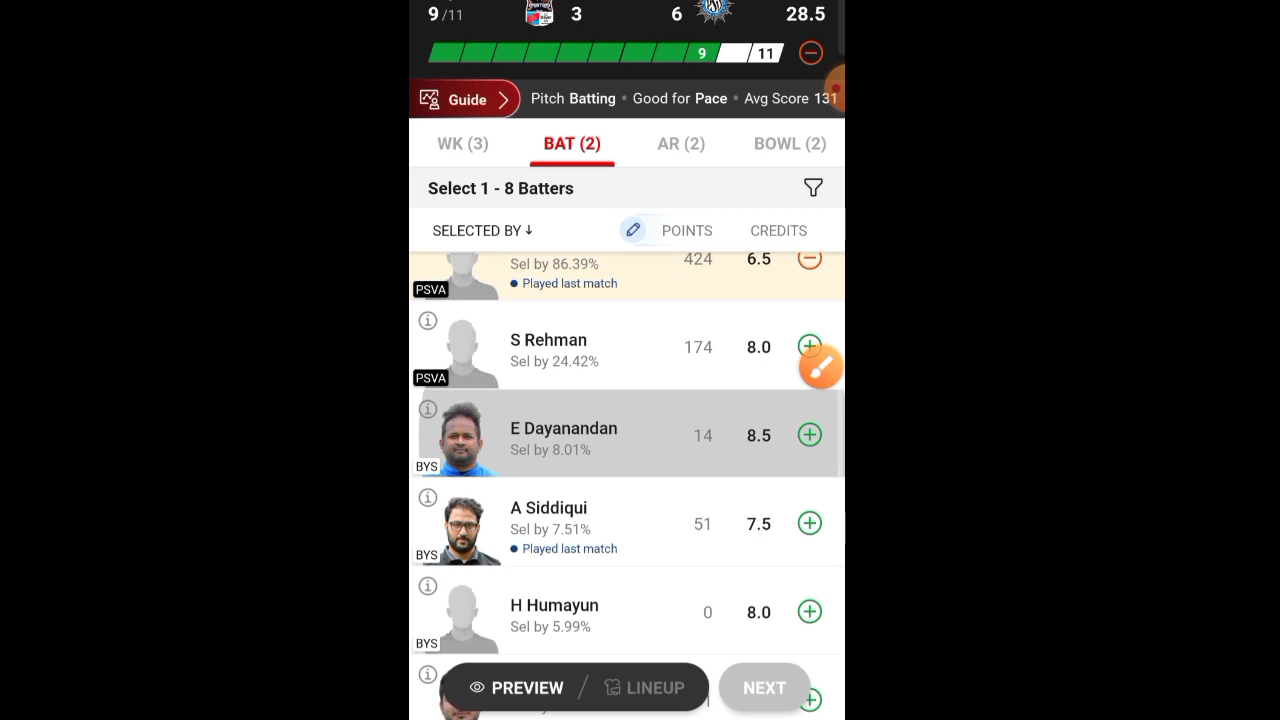 9/11 3 6 28.5
9 11
Guide Pitch Batting • Good for Pace • Avg Score 131
WK (3) BAT (2) AR (2) BOWL (2)
Select 1 - 8 Batters
SELECTED BY ↓ POINTS CREDITS
Sel by 86.39% 424 6.5
Played last match
PSVA
S Rehman
Sel by 24.42% 174 8.0
PSVA
E Dayanandan
Sel by 8.01% 14 8.5
BYS
A Siddiqui
Sel by 7.51% 51 7.5
Played last match
BYS
H Humayun
Sel by 5.99% 0 8.0
BYS
PREVIEW / LINEUP NEXT